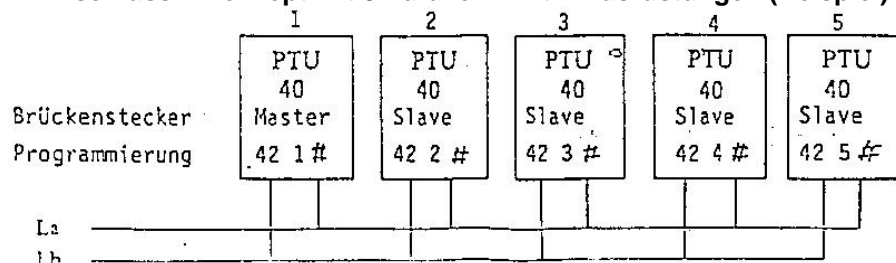 1 2 3 4 5
PTU PTU PTU PTU PTU
40 40 40 40 40
Brückenstecker Master Slave Slave Slave Slave
Programmierung 42 1# 42 2# 42 3# 42 4# 42 5#
La
Lb